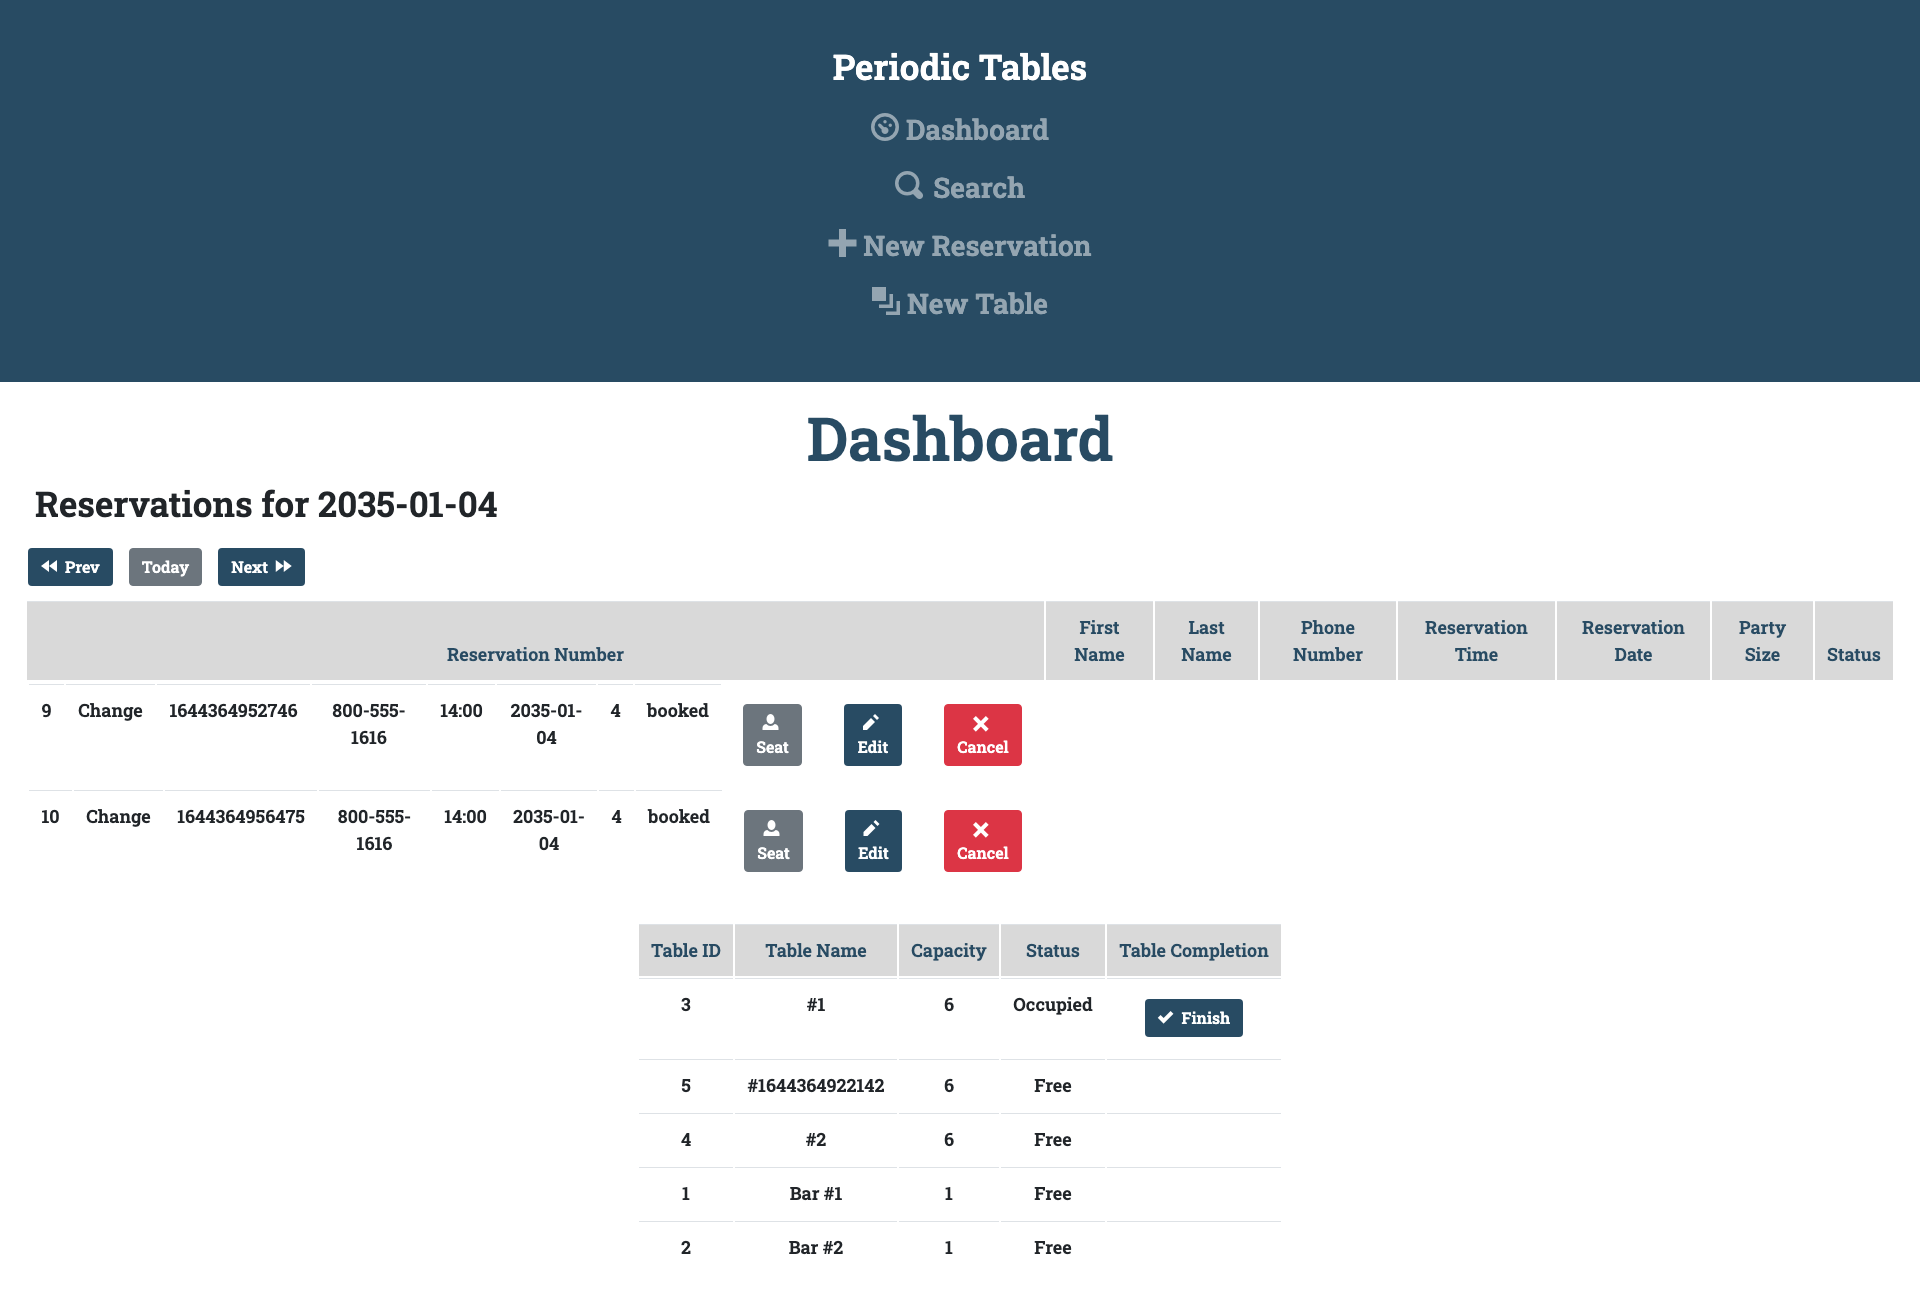 Periodic Tables
Dashboard
Search
New Reservation
New Table
Dashboard
Reservations for 2035-01-04
Prev Today Next
Reservation Number First Name Last Name Phone Number Reservation Time Reservation Date Party Size Status
9 Change 1644364952746 800-555-1616 14:00 2035-01-04 4 booked Seat Edit Cancel
10 Change 1644364956475 800-555-1616 14:00 2035-01-04 4 booked Seat Edit Cancel
Table ID Table Name Capacity Status Table Completion
3 #1 6 Occupied Finish
5 #1644364922142 6 Free
4 #2 6 Free
1 Bar #1 1 Free
2 Bar #2 1 Free